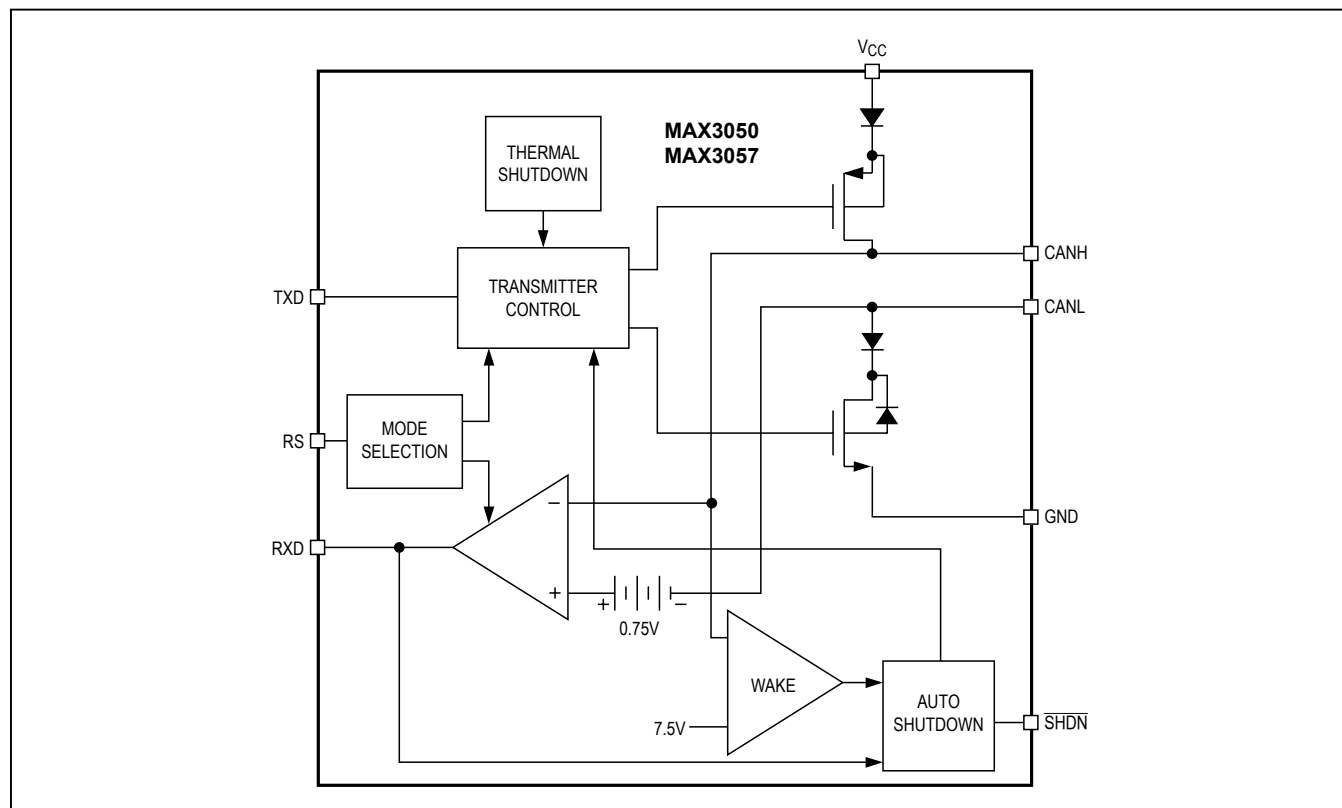 VCC
MAX3050
MAX3057
THERMAL
SHUTDOWN
CANH
TXD
TRANSMITTER
CONTROL
CANL
RS
MODE
SELECTION
−
GND
RXD
+
+
−
0.75V
WAKE
7.5V
AUTO
SHUTDOWN
SHDN